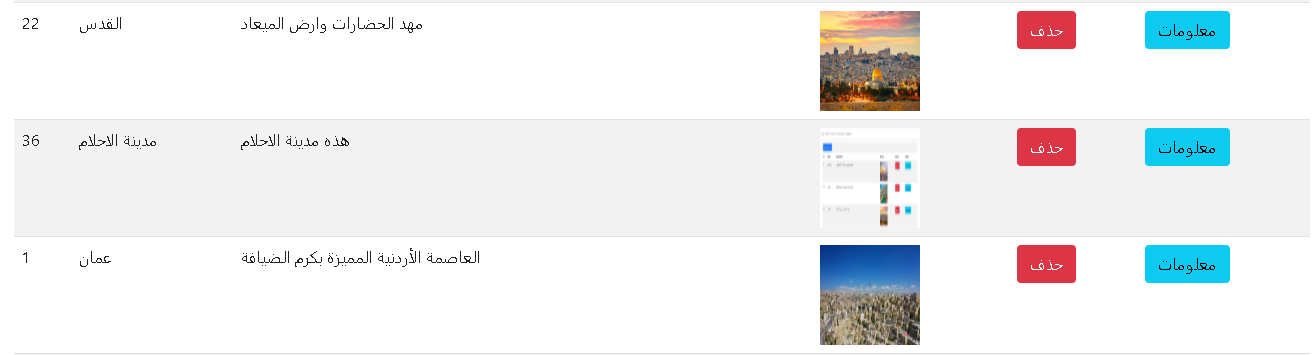 22 القدس مهد الحضارات وارض الميعاد حذف معلومات
36 مدينة الاحلام هذه مدينة الاحلام حذف معلومات
1 عمان العاصمة الأردنية المميزة بكرم الضيافة حذف معلومات